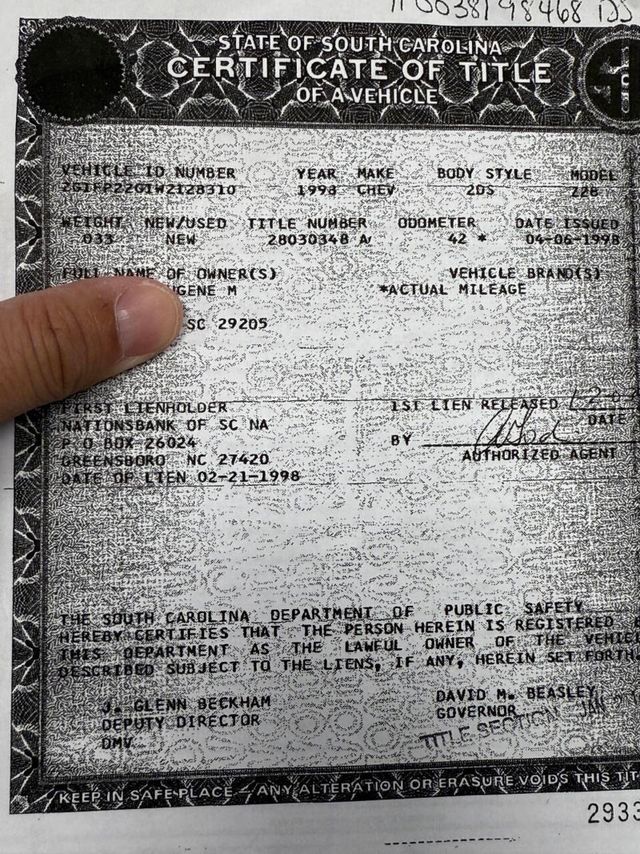 STATE OF SOUTH CAROLINA
CERTIFICATE OF TITLE
OF A VEHICLE
VEHICLE ID NUMBER YEAR MAKE BODY STYLE MODEL
2G1FP22G1W2128310 1998 CHEV 2DS Z28
WEIGHT NEW/USED TITLE NUMBER ODOMETER DATE ISSUED
033 NEW 28030348 A 42 * 04-06-1998
FULL NAME OF OWNER(S) VEHICLE BRAND(S)
UGENE M *ACTUAL MILEAGE
SC 29205
FIRST LIENHOLDER 1ST LIEN RELEASED
NATIONSBANK OF SC NA DATE
P O BOX 26024 BY
GREENSBORO NC 27420 AUTHORIZED AGENT
DATE OF LIEN 02-21-1998
THE SOUTH CAROLINA DEPARTMENT OF PUBLIC SAFETY
HEREBY CERTIFIES THAT THE PERSON HEREIN IS REGISTERED
THIS DEPARTMENT AS THE LAWFUL OWNER OF THE VEHIC
DESCRIBED SUBJECT TO THE LIENS, IF ANY, HEREIN SET FORTH.
J. GLENN BECKHAM DAVID M. BEASLEY
DEPUTY DIRECTOR GOVERNOR
DMV TITLE SECTION JAN
KEEP IN SAFE PLACE - ANY ALTERATION OR ERASURE VOIDS THIS TIT
2933